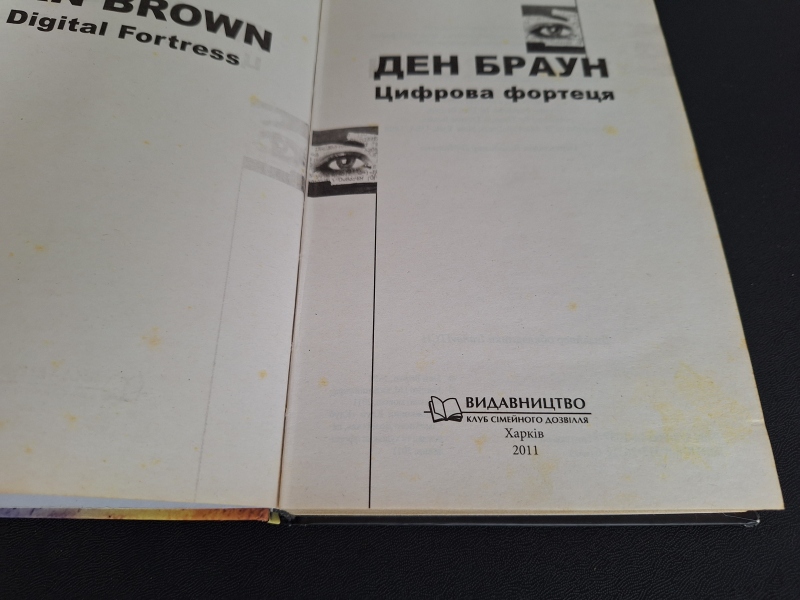 BROWN
Digital Fortress
ДЕН БРАУН
Цифрова фортеця
ВИДАВНИЦТВО
КЛУБ СІМЕЙНОГО ДОЗВІЛЛЯ
Харків
2011